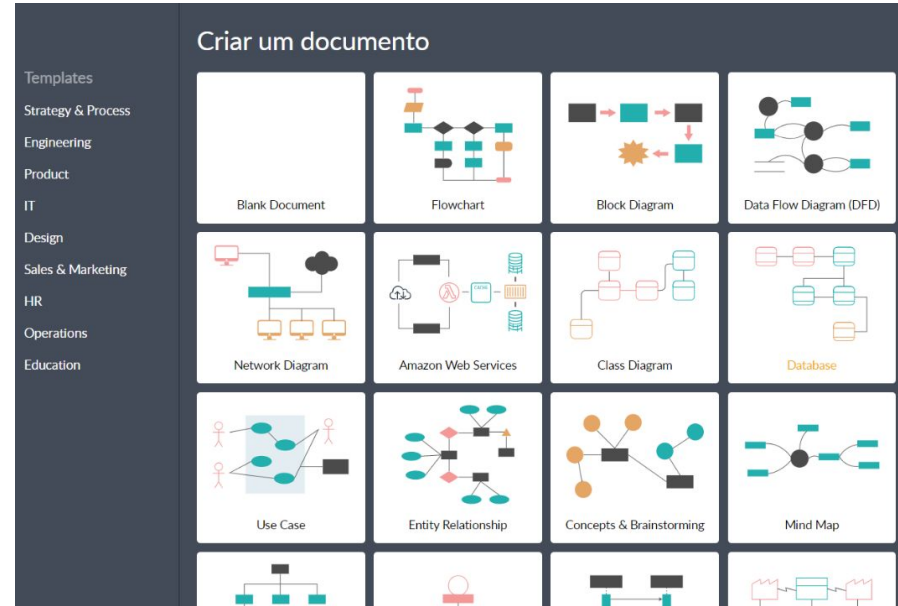 Criar um documento
Templates
Strategy & Process
Engineering
Product
IT
Design
Sales & Marketing
HR
Operations
Education
Blank Document
Flowchart
Block Diagram
Data Flow Diagram (DFD)
Network Diagram
Amazon Web Services
Class Diagram
Database
Use Case
Entity Relationship
Concepts & Brainstorming
Mind Map